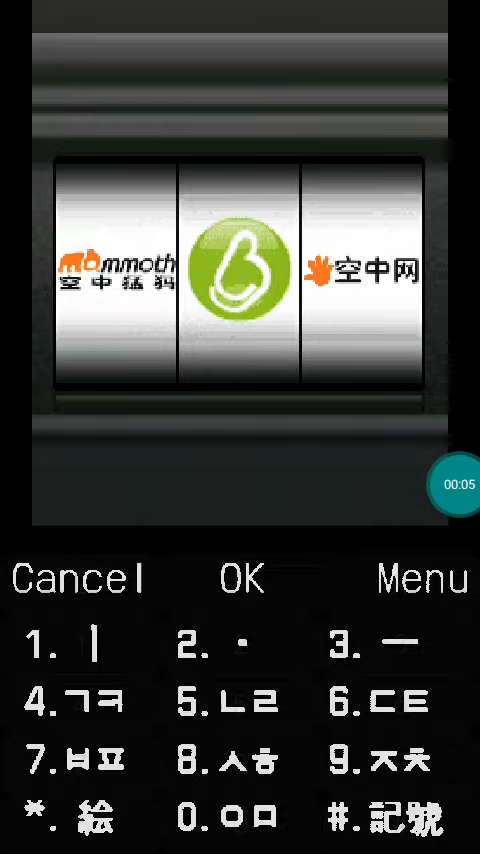 mammoth
空中猛犸
空中网
00:05
Cancel OK Menu
1. ㅣ 2. · 3. ㅡ
4.ㄱㅋ 5.ㄴㄹ 6.ㄷㅌ
7.ㅂㅍ 8.ㅅㅎ 9.ㅈㅊ
*. 絵 0.ㅇㅁ #.記號